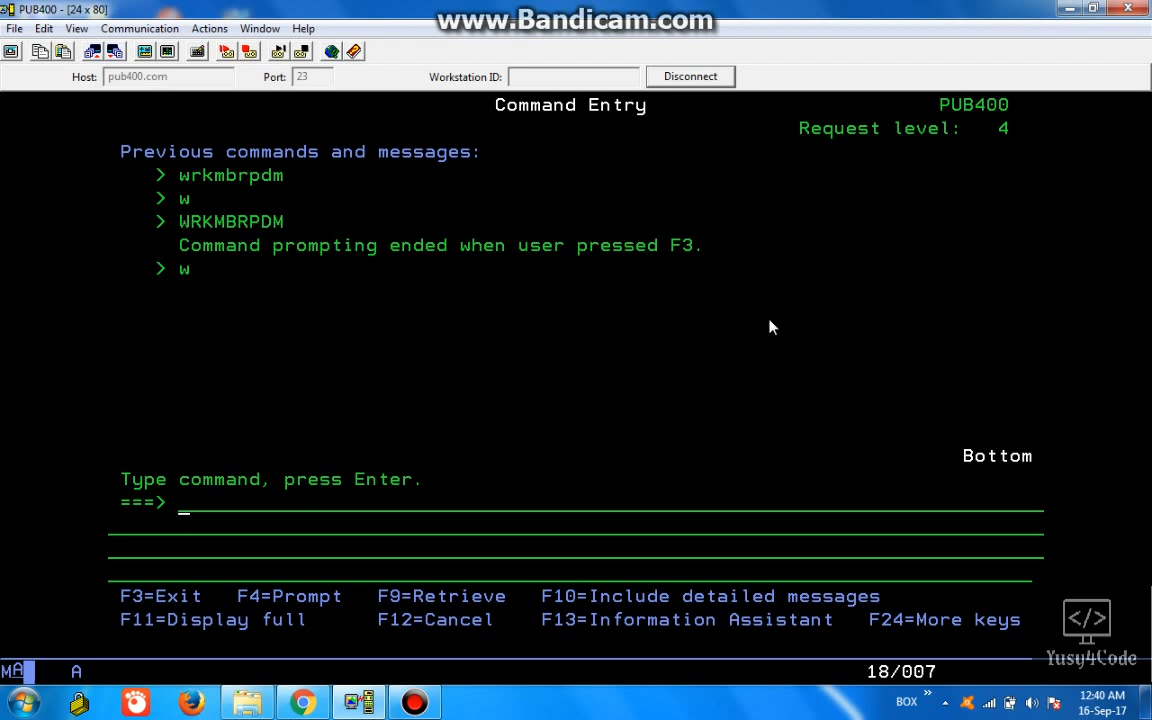 PUB400 - [24 x 80]
www.Bandicam.com
File Edit View Communication Actions Window Help
Host: pub400.com Port: 23 Workstation ID: Disconnect
Command Entry PUB400
Request level: 4
Previous commands and messages:
> wrkmbrpdm
> w
> WRKMBRPDM
Command prompting ended when user pressed F3.
> w
Bottom
Type command, press Enter.
===>
F3=Exit F4=Prompt F9=Retrieve F10=Include detailed messages
F11=Display full F12=Cancel F13=Information Assistant F24=More keys
</>
Yusy4Code
MA A 18/007
BOX » 12:40 AM
16-Sep-17